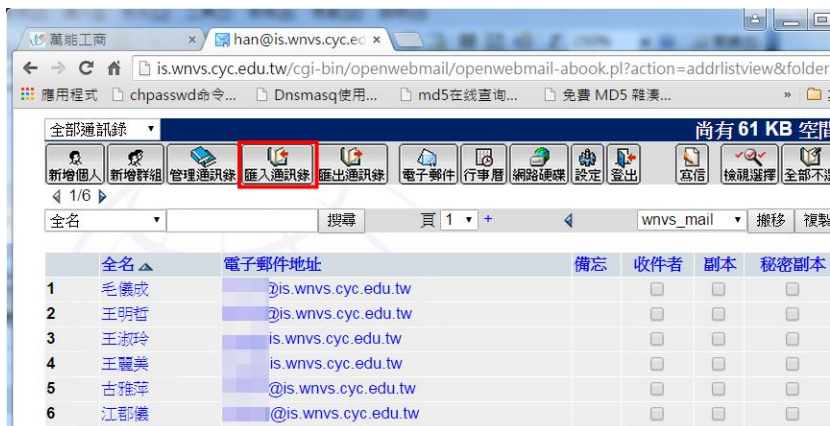 萬能工商 × han@is.wnvs.cyc.ec ×
is.wnvs.cyc.edu.tw/cgi-bin/openwebmail/openwebmail-abook.pl?action=addrlistview&folder
應用程式 chpasswd命令... Dnsmasq使用... md5在线查询... 免費 MD5 雜湊... »
全部通訊錄 尚有 61 KB 空間
新增個人 新增群組 管理通訊錄 匯入通訊錄 匯出通訊錄 電子郵件 行事曆 網路硬碟 設定 登出 寫信 檢視選擇 全部不選
1/6
全名 搜尋 頁 1 + wnvs_mail 搬移 複製
全名 電子郵件地址 備忘 收件者 副本 秘密副本
1 毛儀成 @is.wnvs.cyc.edu.tw
2 王明哲 @is.wnvs.cyc.edu.tw
3 王淑玲 is.wnvs.cyc.edu.tw
4 王麗美 is.wnvs.cyc.edu.tw
5 古雅萍 @is.wnvs.cyc.edu.tw
6 江郡儀 @is.wnvs.cyc.edu.tw